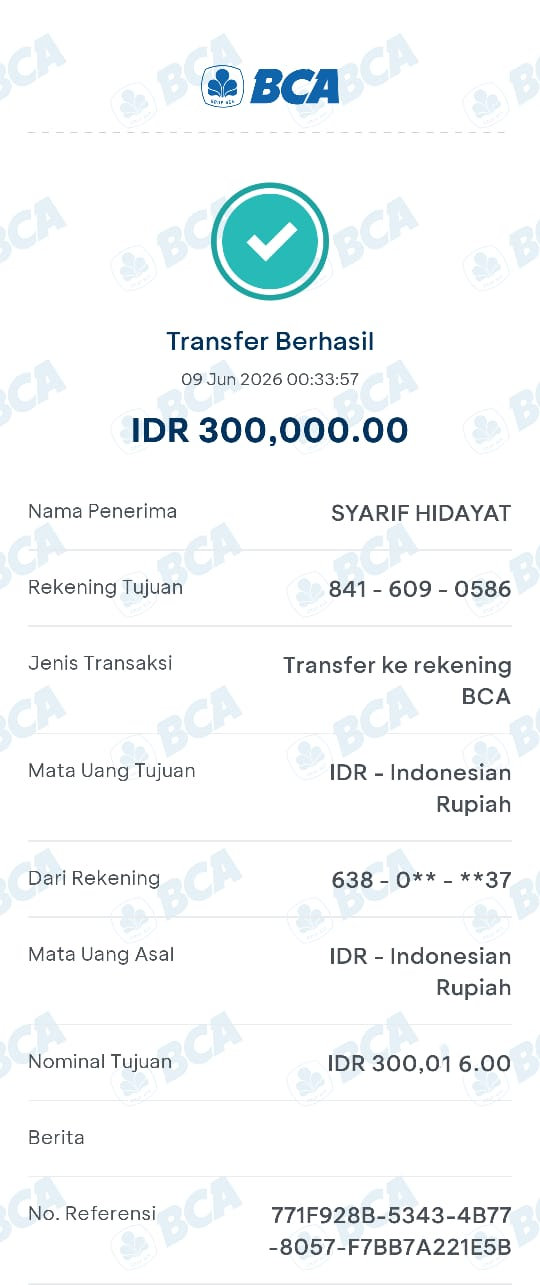 BCA
Transfer Berhasil
09 Jun 2026 00:33:57
IDR 300,000.00
Nama Penerima SYARIF HIDAYAT
Rekening Tujuan 841 - 609 - 0586
Jenis Transaksi Transfer ke rekening
BCA
Mata Uang Tujuan IDR - Indonesian
Rupiah
Dari Rekening 638 - 0** - **37
Mata Uang Asal IDR - Indonesian
Rupiah
Nominal Tujuan IDR 300,01 6.00
Berita
No. Referensi 771F928B-5343-4B77
-8057-F7BB7A221E5B